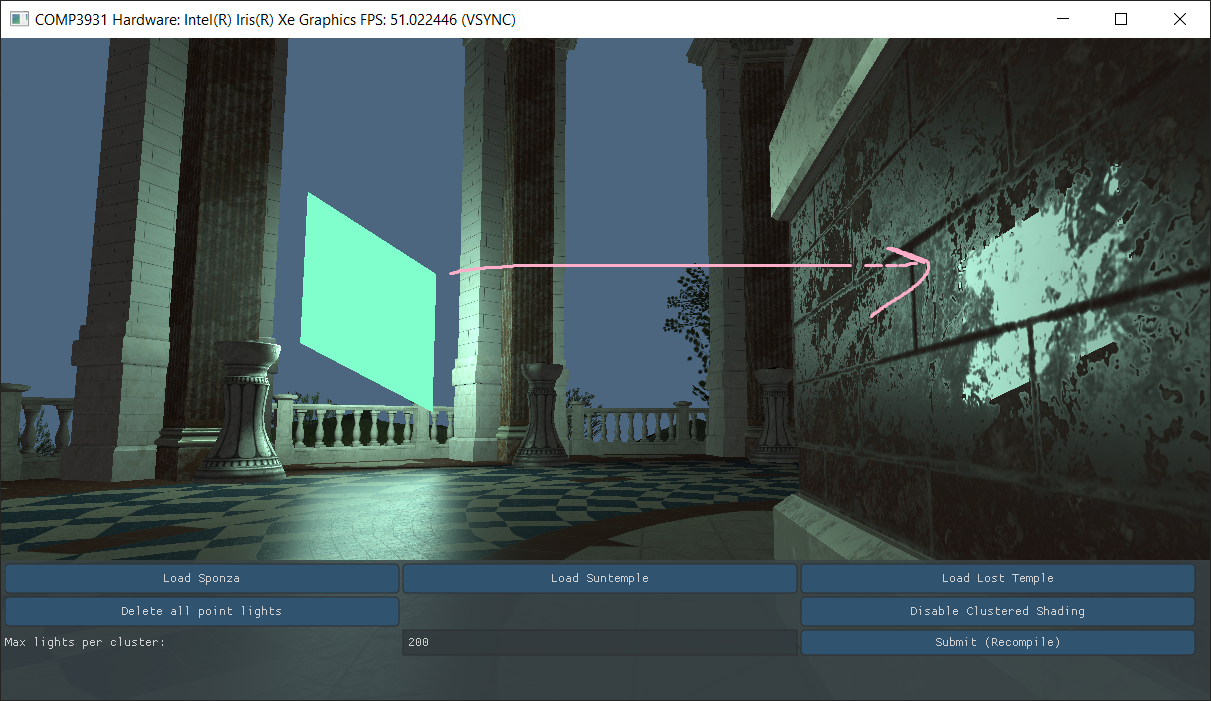 COMP3931 Hardware: Intel(R) Iris(R) Xe Graphics FPS: 51.022446 (VSYNC)
Load Sponza Load Suntemple Load Lost Temple
Delete all point lights Disable Clustered Shading
Max lights per cluster: 200 Submit (Recompile)